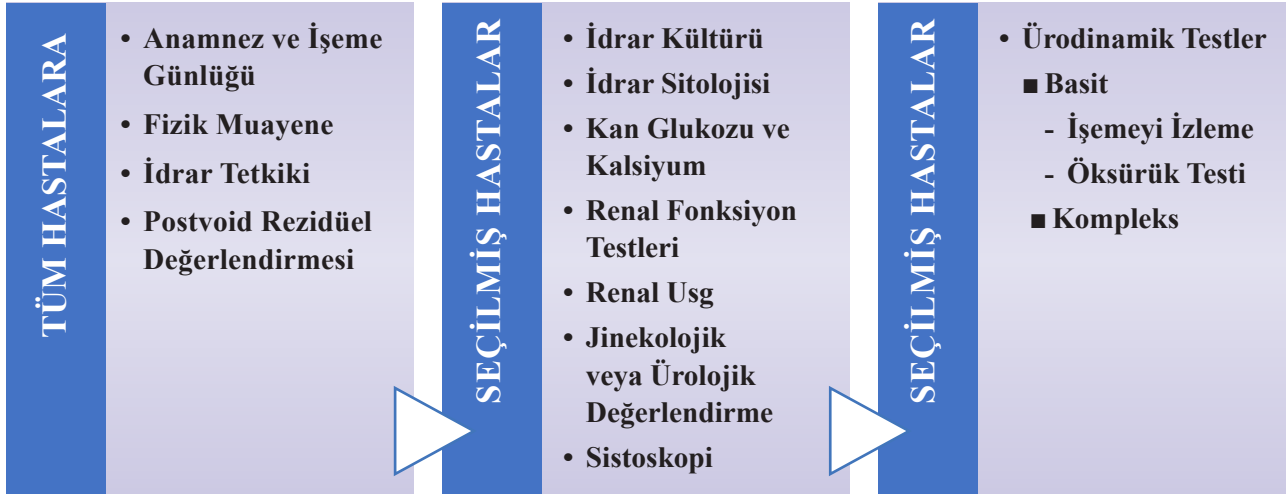 TÜM HASTALARA
• Anamnez ve İşeme
Günlüğü
• Fizik Muayene
• İdrar Tetkiki
• Postvoid Rezidüel
Değerlendirmesi
SEÇİLMİŞ HASTALAR
• İdrar Kültürü
• İdrar Sitolojisi
• Kan Glukozu ve
Kalsiyum
• Renal Fonksiyon
Testleri
• Renal Usg
• Jinekolojik
veya Ürolojik
Değerlendirme
• Sistoskopi
SEÇİLMİŞ HASTALAR
• Ürodinamik Testler
■ Basit
- İşemeyi İzleme
- Öksürük Testi
■ Kompleks